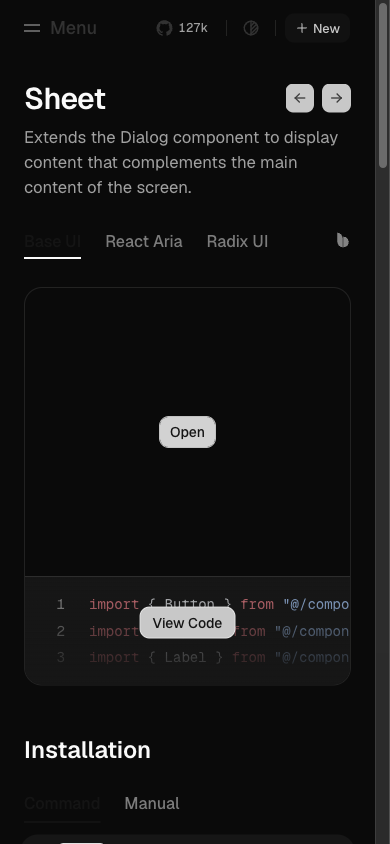 Menu
127k
New
Sheet
Extends the Dialog component to display
content that complements the main
content of the screen.
Base UI
React Aria
Radix UI
Open
1 import { Button } from "@/compo
2 import from "@/compon
3 import { Label } from "@/compon
View Code
Installation
Command
Manual